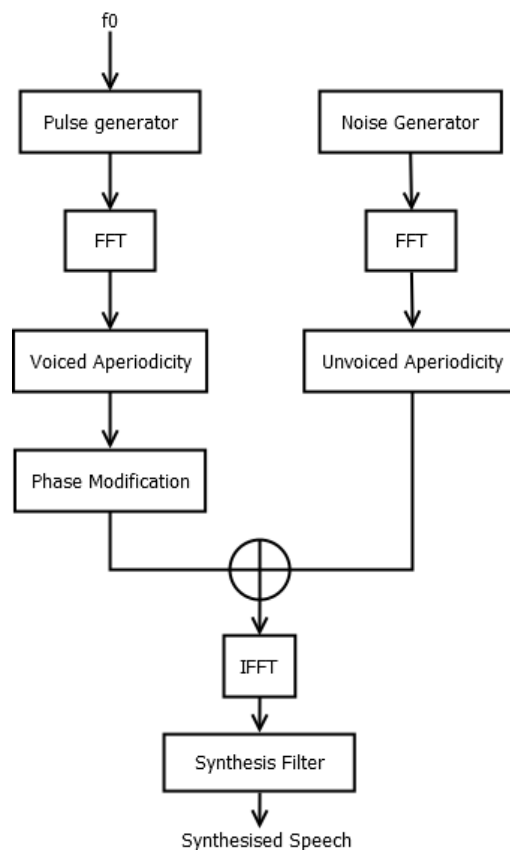 f0
Pulse generator
Noise Generator
FFT
FFT
Voiced Aperiodicity
Unvoiced Aperiodicity
Phase Modification
IFFT
Synthesis Filter
Synthesised Speech